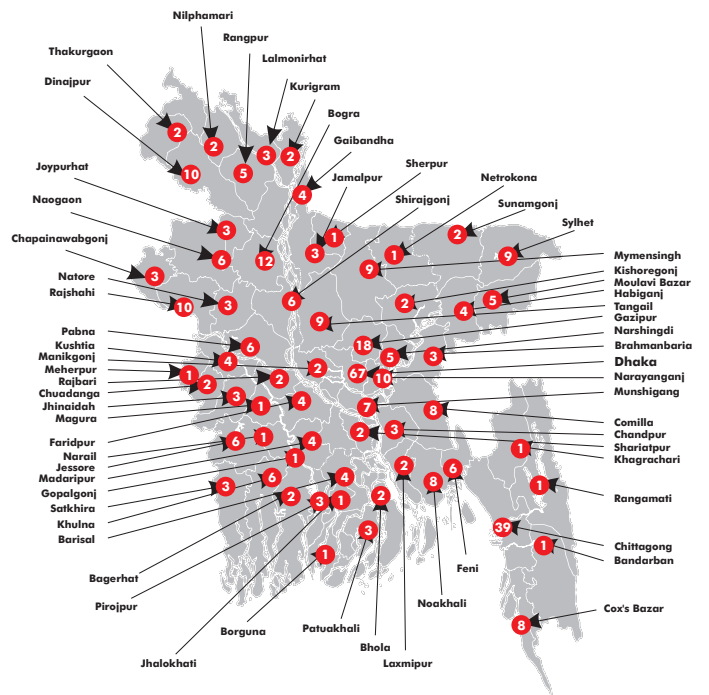 Nilphamari
Rangpur
Thakurgaon
Lalmonirhat
Dinajpur
Kurigram
Bogra
Gaibandha
Joypurhat
Sherpur
Jamalpur
Netrokona
Naogaon
Shirajgonj
Sunamgonj
Sylhet
Chapainawabgonj
Mymensingh
Kishoregonj
Natore
Moulavi Bazar
Rajshahi
Habiganj
Tangail
Gazipur
Pabna
Narshingdi
Kushtia
Brahmanbaria
Manikgonj
Dhaka
Meherpur
Rajbari
Narayanganj
Chuadanga
Munshigang
Jhinaidah
Magura
Comilla
Chandpur
Faridpur
Shariatpur
Narail
Khagrachari
Jessore
Madaripur
Gopalgonj
Rangamati
Satkhira
Khulna
Barisal
Chittagong
Bandarban
Feni
Bagerhat
Pirojpur
Noakhali
Cox's Bazar
Patuakhali
Borguna
Bhola
Jhalokhati
Laxmipur
2
2
3
2
10
5
4
3
1
2
6
12
3
1
9
9
3
10
3
6
2
4
5
9
18
6
5
3
4
2
67
10
1
2
2
3
1
4
7
8
6
1
4
2
3
1
1
2
6
3
6
4
8
1
2
3
1
2
3
39
1
1
8